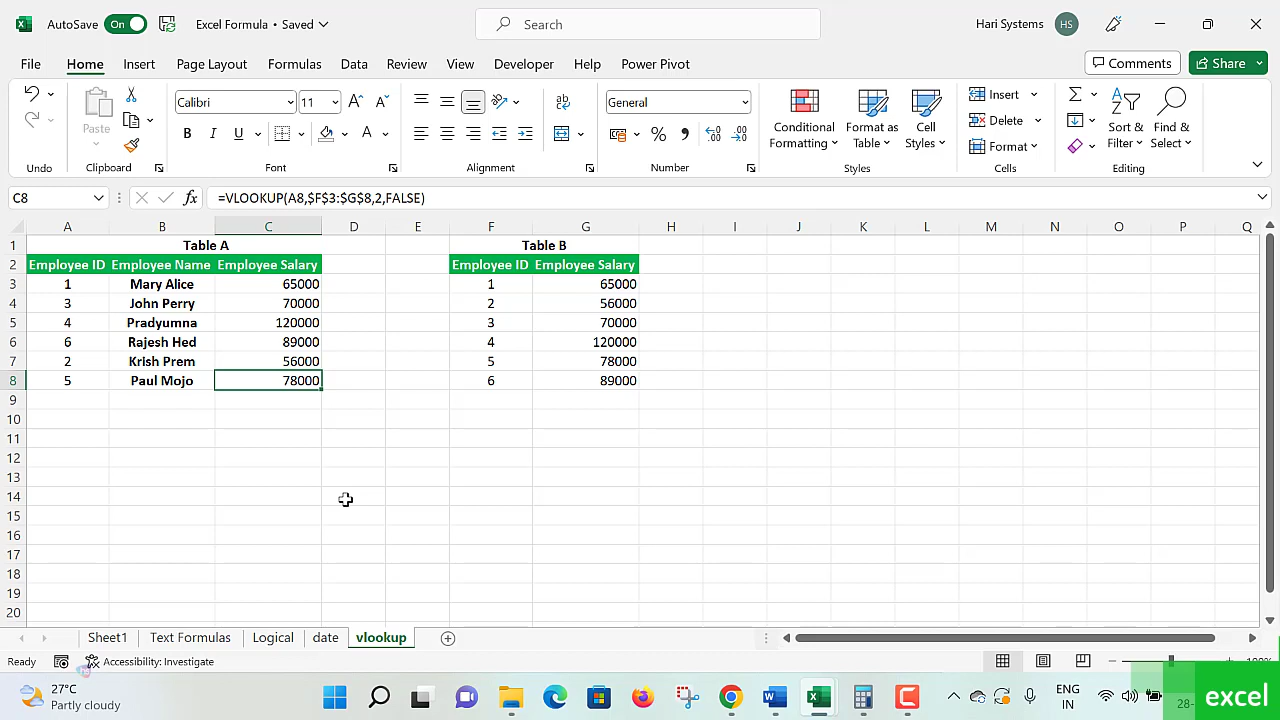 AutoSave On Excel Formula • Saved Search Hari Systems HS
File Home Insert Page Layout Formulas Data Review View Developer Help Power Pivot Comments Share
Calibri 11 General Insert
Paste Conditional Format as Cell Delete Sort & Find &
Formatting Table Styles Format Filter Select
Undo Clipboard Font Alignment Number Styles Cells Editing
C8 fx =VLOOKUP(A8,$F$3:$G$8,2,FALSE)
A B C D E F G H I J K L M N O P Q
1 Table A Table B
2 Employee ID Employee Name Employee Salary Employee ID Employee Salary
3 1 Mary Alice 65000 1 65000
4 3 John Perry 70000 2 56000
5 4 Pradyumna 120000 3 70000
6 6 Rajesh Hed 89000 4 120000
7 2 Krish Prem 56000 5 78000
8 5 Paul Mojo 78000 6 89000
9
10
11
12
13
14
15
16
17
18
19
20
Sheet1 Text Formulas Logical date vlookup
Ready Accessibility: Investigate
27°C ENG
Partly cloudy IN 28-
excel